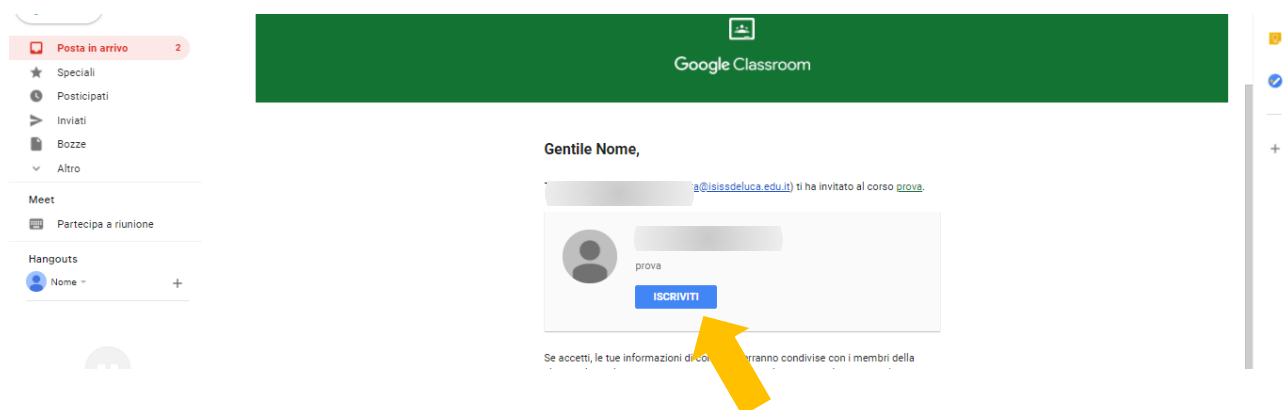 Posta in arrivo 2
Speciali
Posticipati
Inviati
Bozze
Altro
Meet
Partecipa a riunione
Hangouts
Nome
Google Classroom
Gentile Nome,
a@isissdeluca.edu.it) ti ha invitato al corso prova.
prova
ISCRIVITI
Se accetti, le tue informazioni di verranno condivise con i membri della